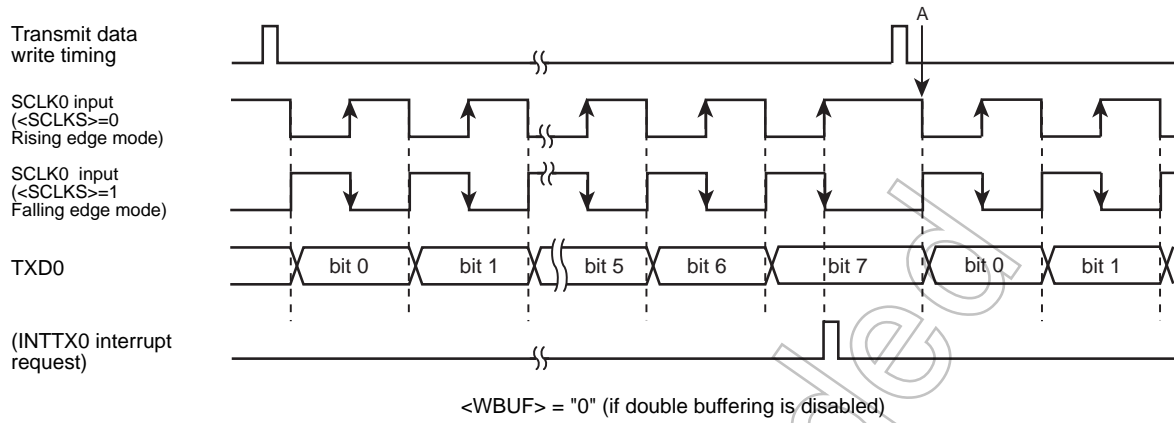 A
Transmit data
write timing
SCLK0 input
(<SCLKS>=0
Rising edge mode)
SCLK0 input
(<SCLKS>=1
Falling edge mode)
TXD0 bit 0 bit 1 bit 5 bit 6 bit 7 bit 0 bit 1
(INTTX0 interrupt
request)
<WBUF> = "0" (if double buffering is disabled)